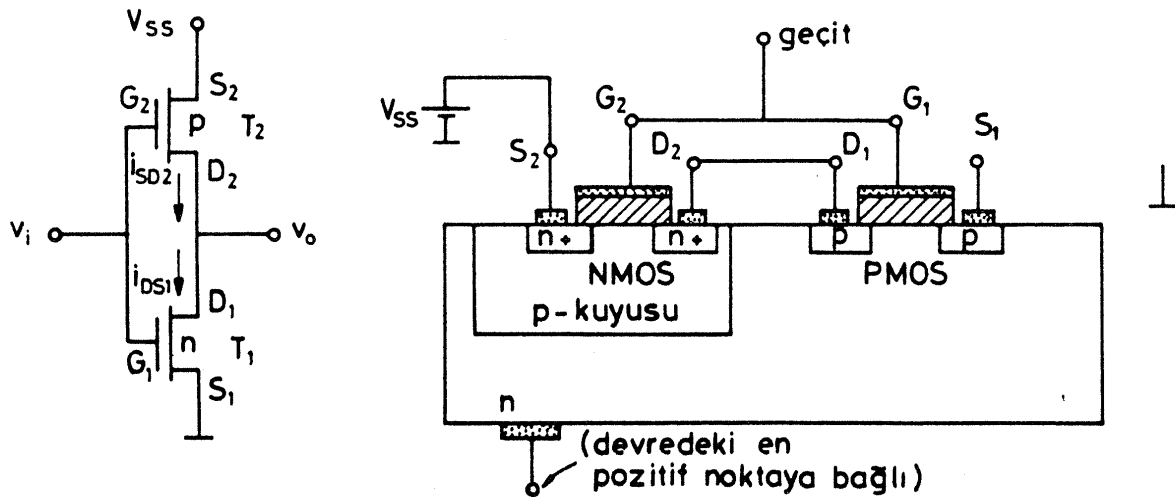 VSS
S2
G2
p
T2
iSD2
D2
vi
vo
iDS1
D1
n
T1
G1
S1
geçit
VSS
G2
G1
S2
D2
D1
S1
n+
n+
p
p
NMOS
PMOS
p-kuyusu
n
(devredeki en
pozitif noktaya bağlı)